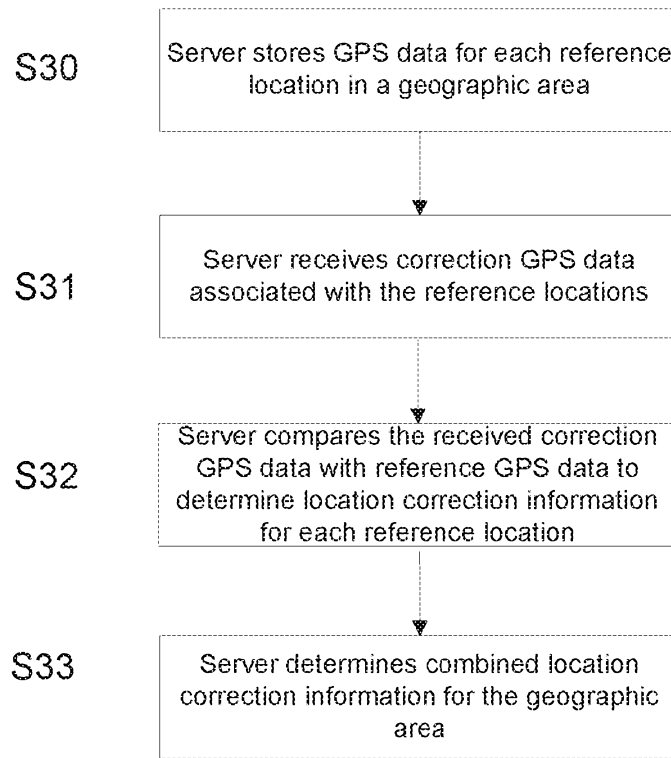 S30
Server stores GPS data for each reference
location in a geographic area
S31
Server receives correction GPS data
associated with the reference locations
S32
Server compares the received correction
GPS data with reference GPS data to
determine location correction information
for each reference location
S33
Server determines combined location
correction information for the geographic
area